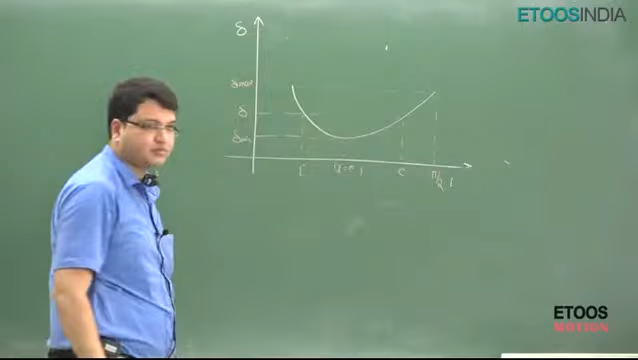 ETOOSINDIA
δ
δmax
δ
δmin
i
i=e
e
π/2
i
ETOOS
MOTION